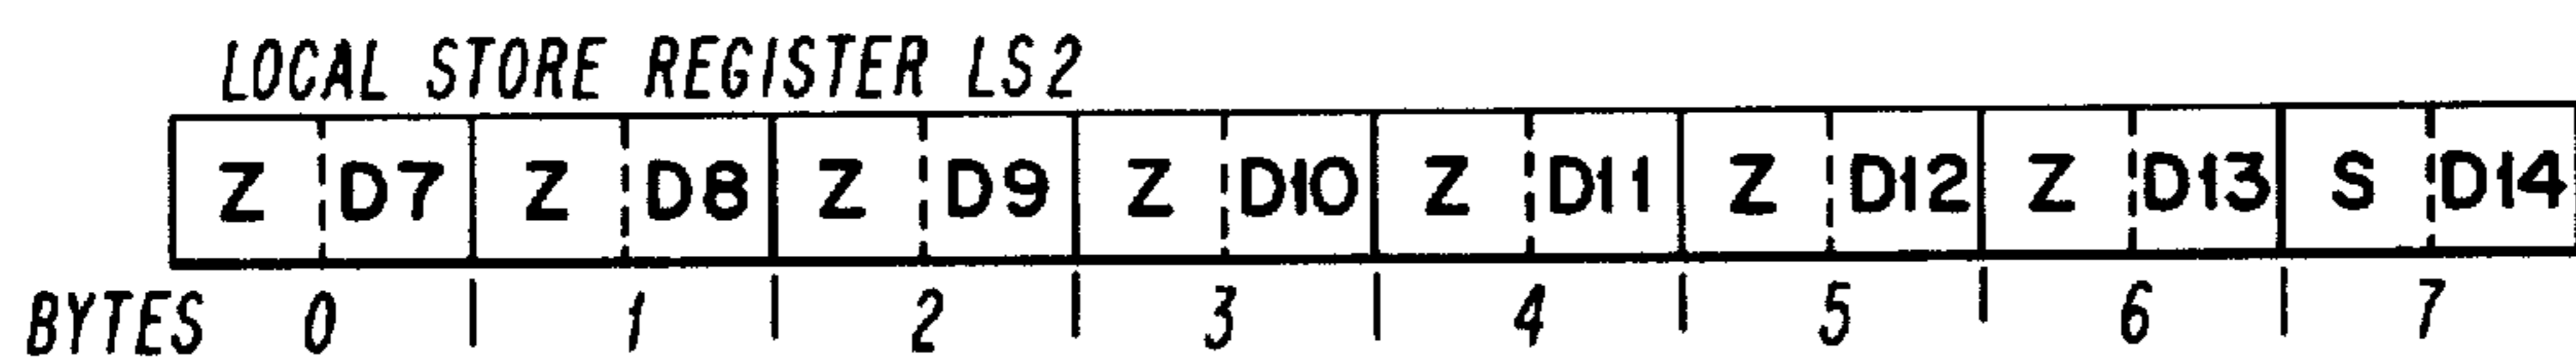 LOCAL STORE REGISTER LS2
Z D7 Z D8 Z D9 Z D10 Z D11 Z D12 Z D13 S D14
BYTES 0 1 2 3 4 5 6 7